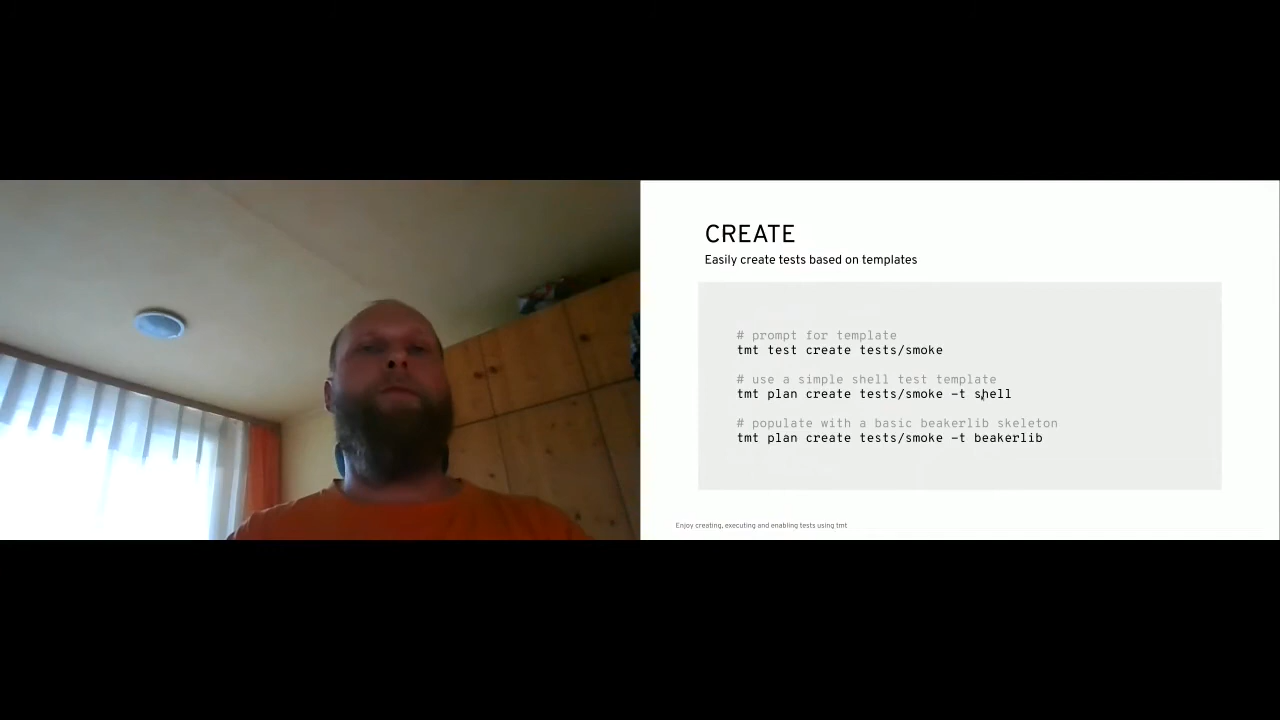 CREATE
Easily create tests based on templates
# prompt for template
tmt test create tests/smoke
# use a simple shell test template
tmt plan create tests/smoke -t shell
# populate with a basic beakerlib skeleton
tmt plan create tests/smoke -t beakerlib
Enjoy creating, executing and enabling tests using tmt